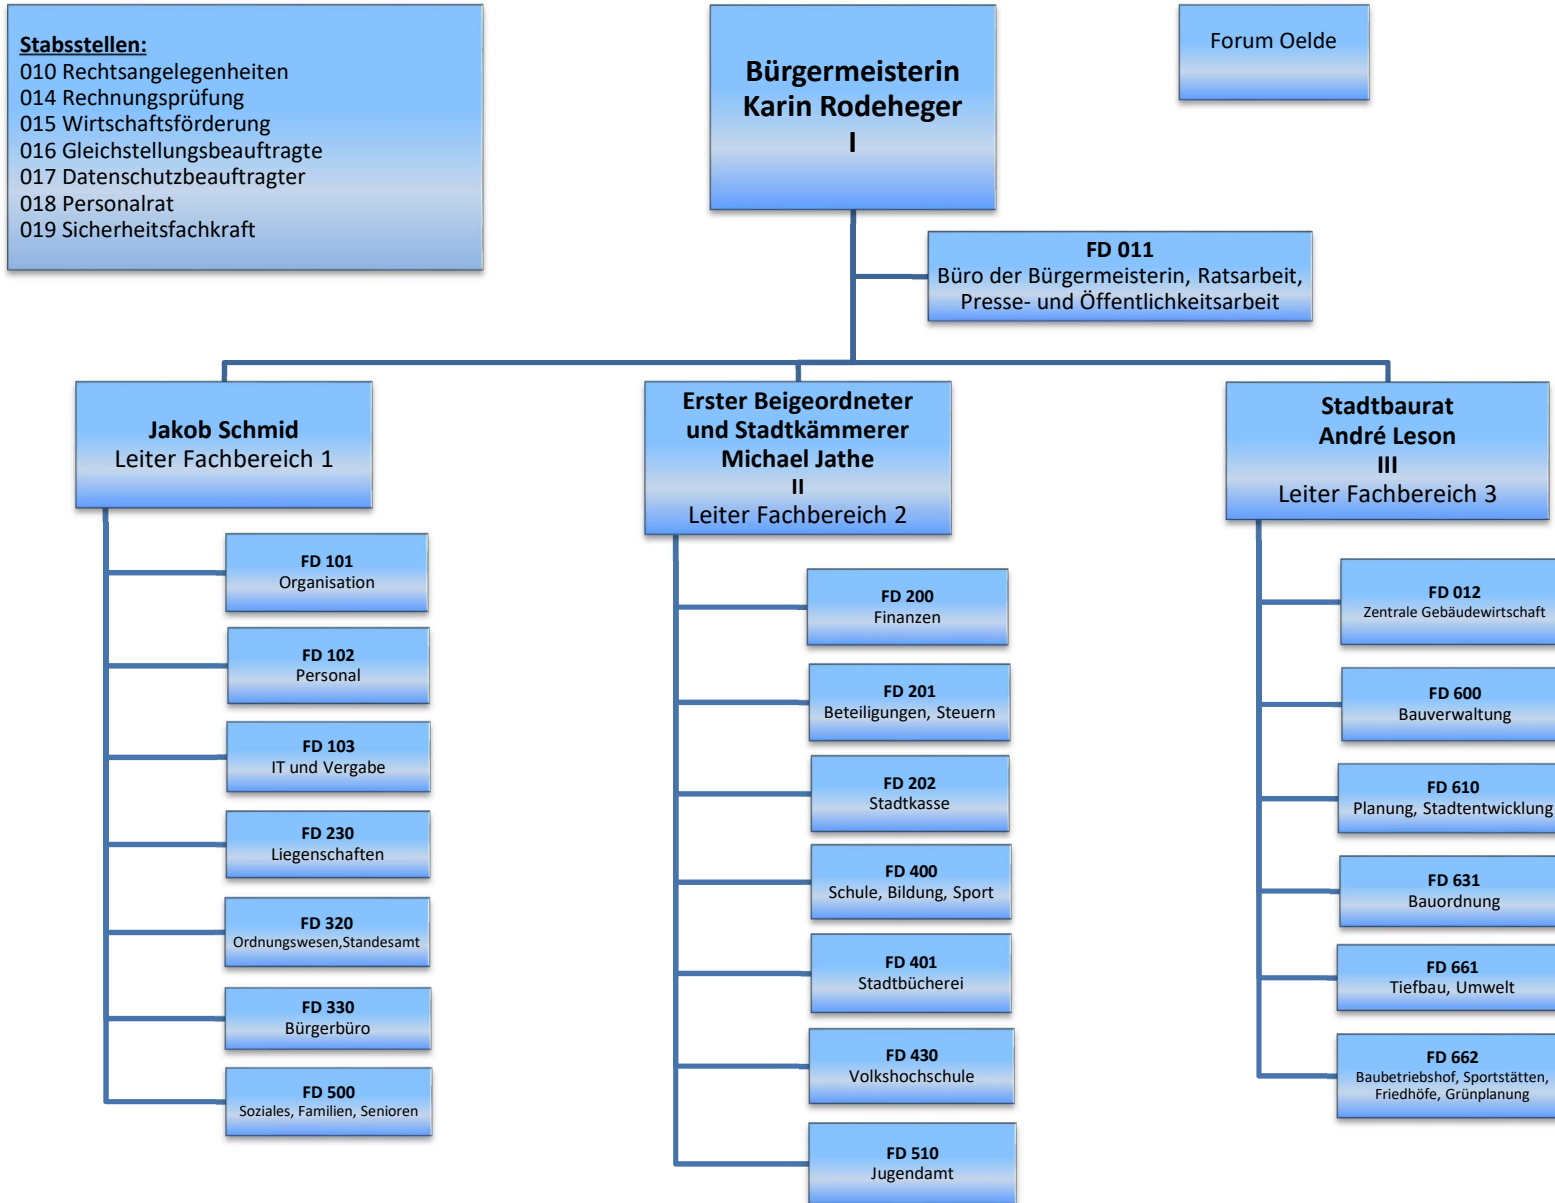 Stabsstellen:
010 Rechtsangelegenheiten
014 Rechnungsprüfung
015 Wirtschaftsförderung
016 Gleichstellungsbeauftragte
017 Datenschutzbeauftragter
018 Personalrat
019 Sicherheitsfachkraft
Bürgermeisterin
Karin Rodeheger
I
Forum Oelde
FD 011
Büro der Bürgermeisterin, Ratsarbeit,
Presse- und Öffentlichkeitsarbeit
Jakob Schmid
Leiter Fachbereich 1
FD 101
Organisation
FD 102
Personal
FD 103
IT und Vergabe
FD 230
Liegenschaften
FD 320
Ordnungswesen,Standesamt
FD 330
Bürgerbüro
FD 500
Soziales, Familien, Senioren
Erster Beigeordneter
und Stadtkämmerer
Michael Jathe
II
Leiter Fachbereich 2
FD 200
Finanzen
FD 201
Beteiligungen, Steuern
FD 202
Stadtkasse
FD 400
Schule, Bildung, Sport
FD 401
Stadtbücherei
FD 430
Volkshochschule
FD 510
Jugendamt
Stadtbaurat
André Leson
III
Leiter Fachbereich 3
FD 012
Zentrale Gebäudewirtschaft
FD 600
Bauverwaltung
FD 610
Planung, Stadtentwicklung
FD 631
Bauordnung
FD 661
Tiefbau, Umwelt
FD 662
Baubetriebshof, Sportstätten,
Friedhöfe, Grünplanung